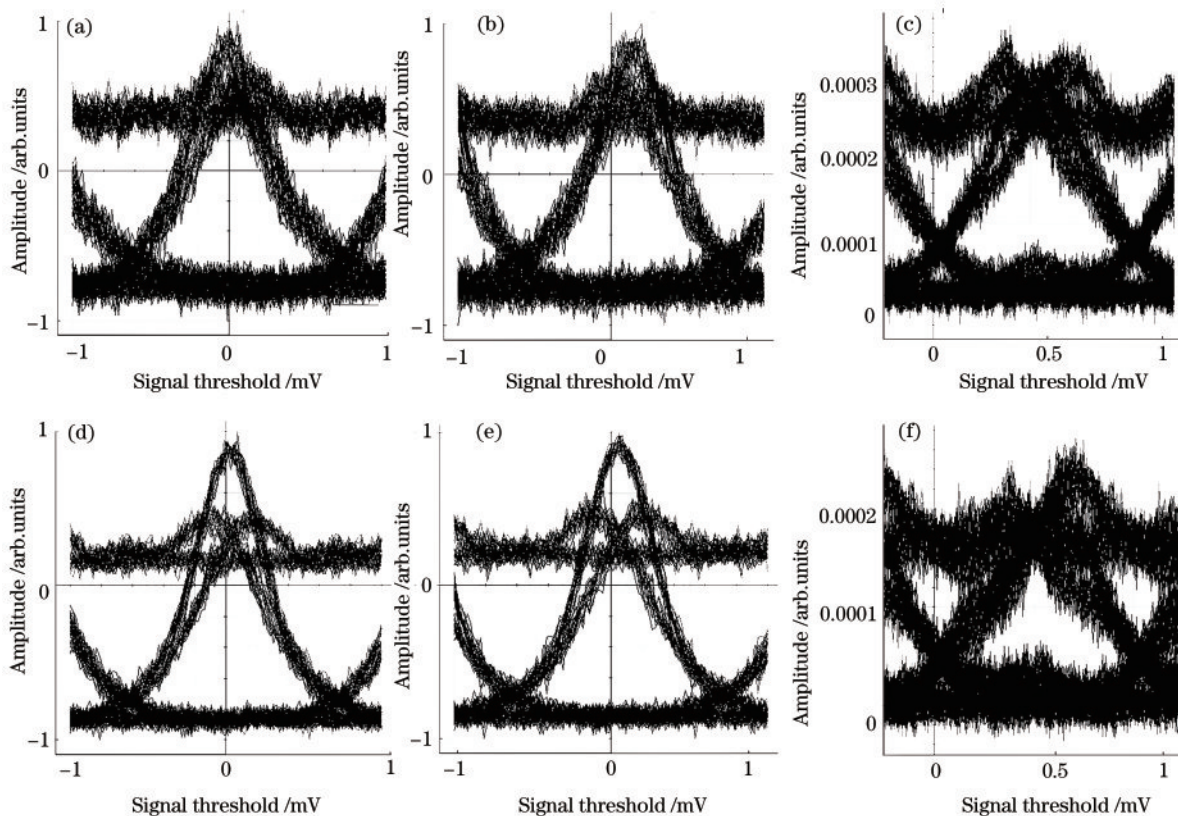 (a)
Amplitude /arb.units
1
0
−1
−1 0 1
Signal threshold /mV
(b)
Amplitude /arb.units
1
0
−1
−1 0 1
Signal threshold /mV
(c)
Amplitude /arb.units
0.0003
0.0002
0.0001
0
0 0.5 1
Signal threshold /mV
(d)
Amplitude /arb.units
1
0
−1
−1 0 1
Signal threshold /mV
(e)
Amplitude /arb.units
1
0
−1
−1 0 1
Signal threshold /mV
(f)
Amplitude /arb.units
0.0002
0.0001
0
0 0.5 1
Signal threshold /mV